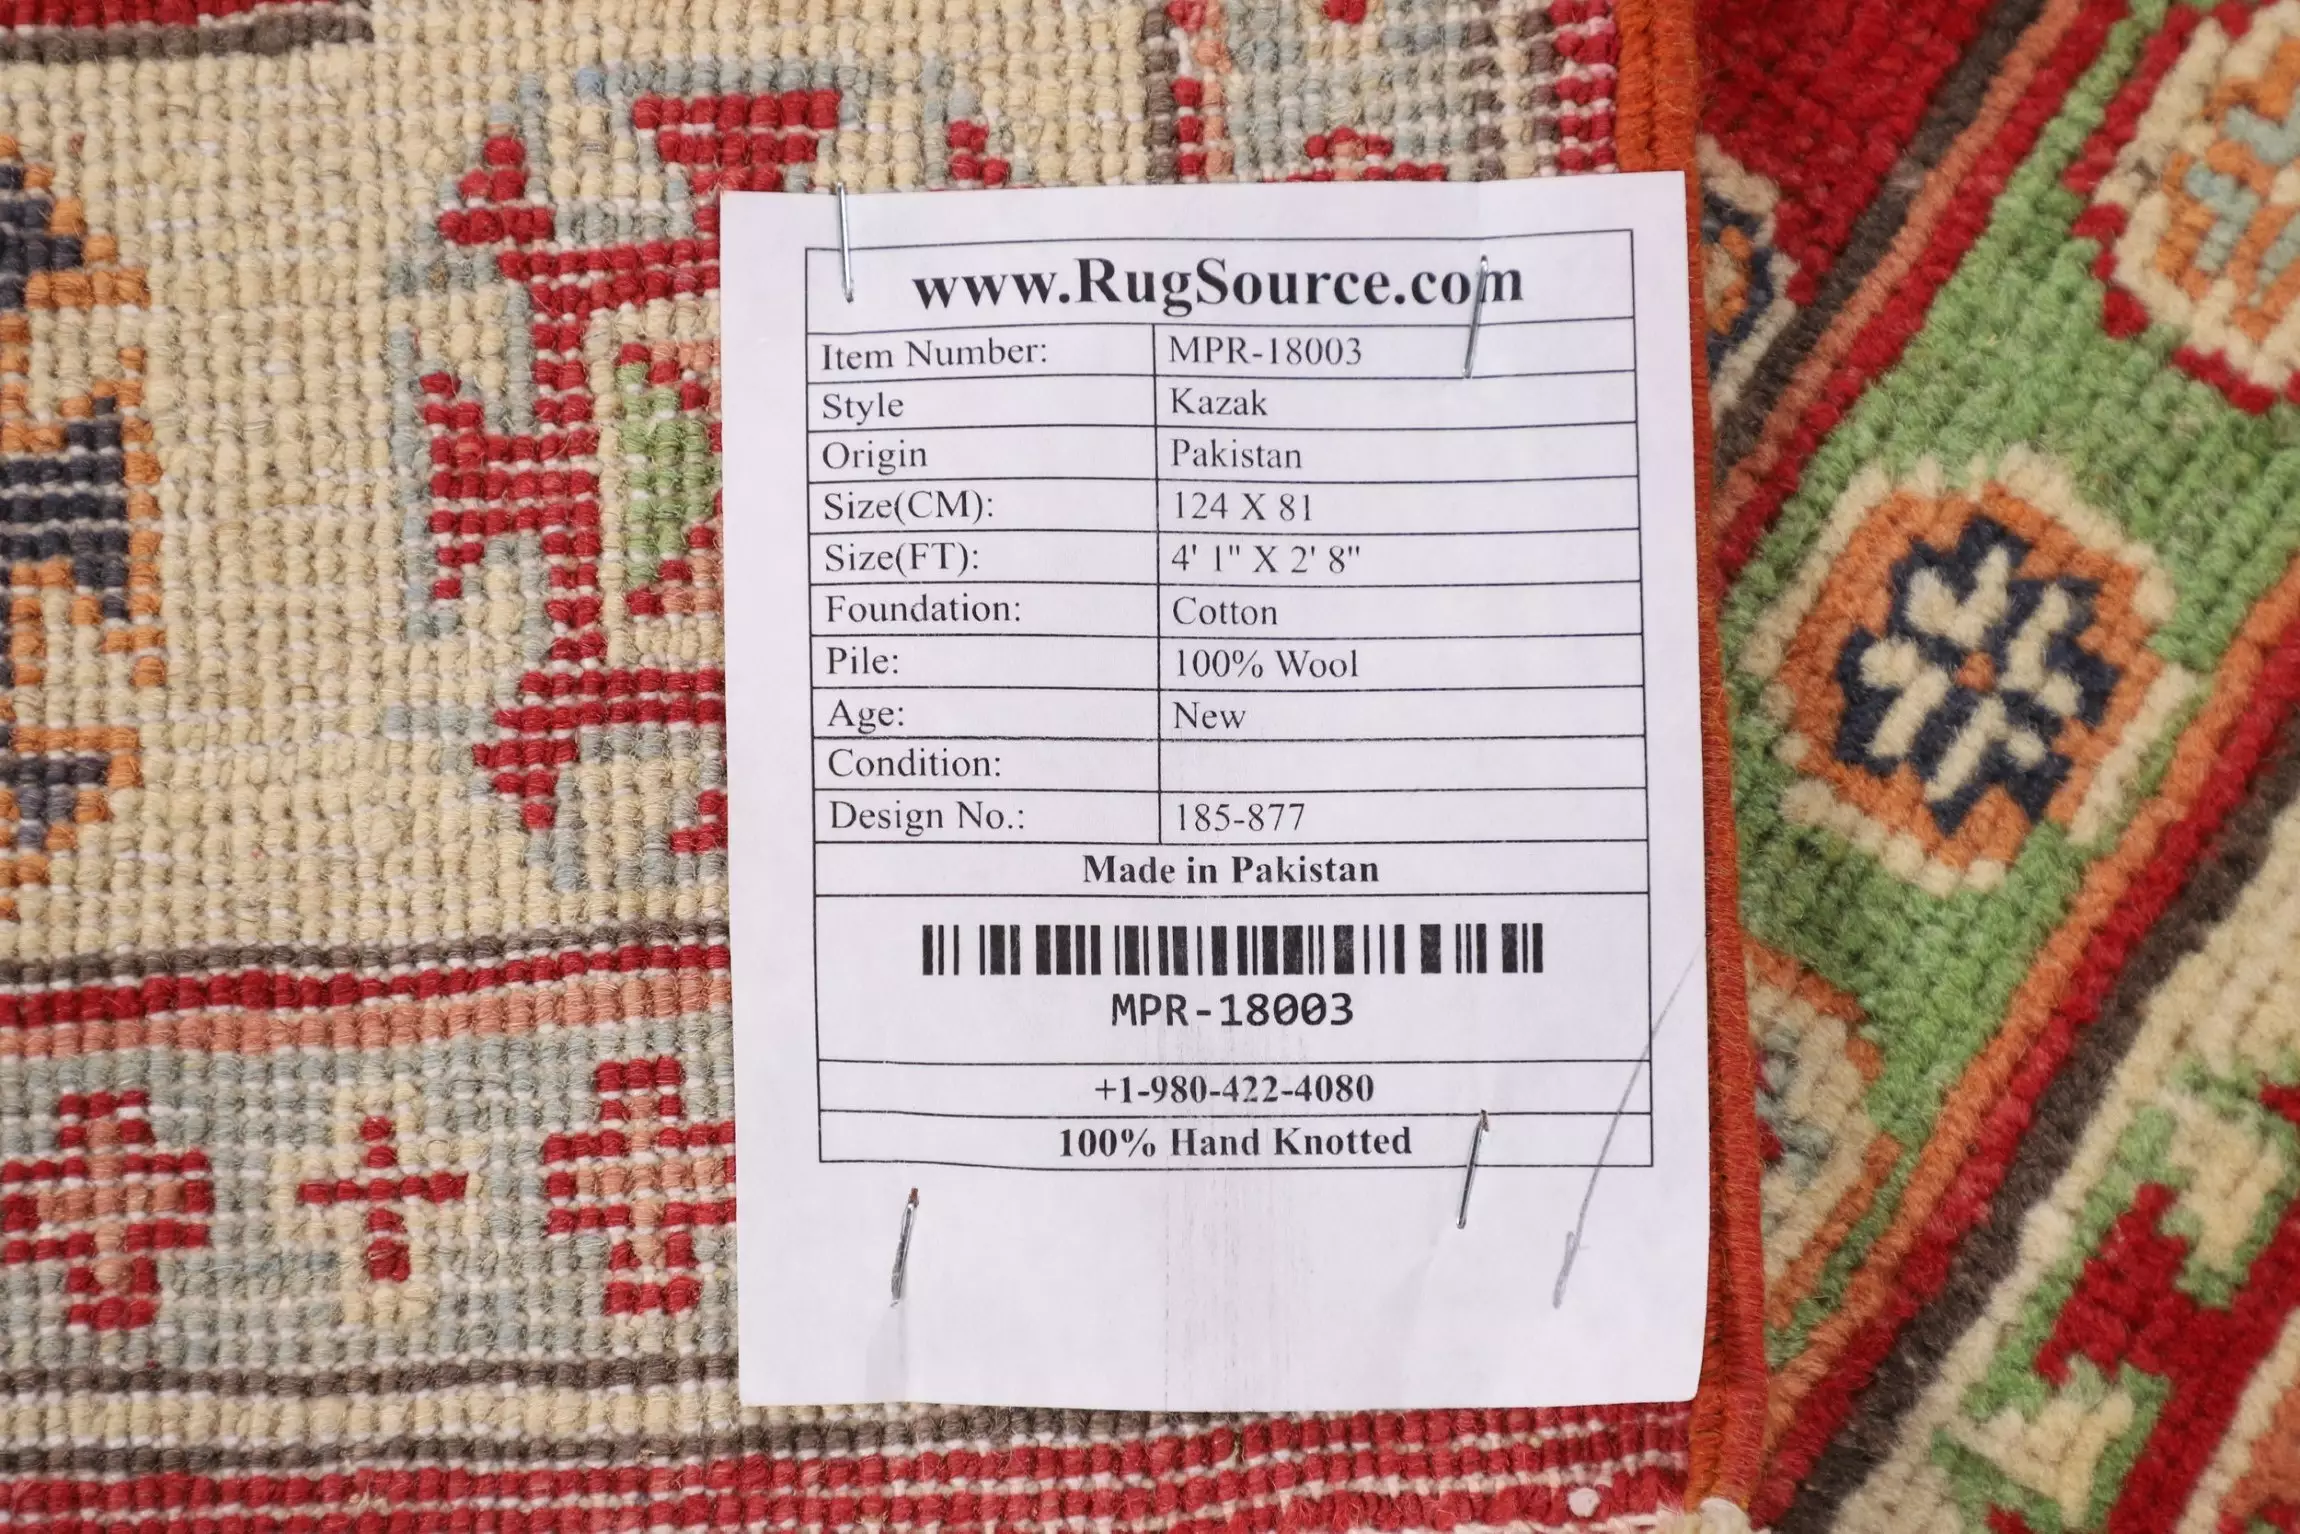 www.RugSource.com
Item Number: MPR-18003
Style Kazak
Origin Pakistan
Size(CM): 124 X 81
Size(FT): 4' 1" X 2' 8"
Foundation: Cotton
Pile: 100% Wool
Age: New
Condition:
Design No.: 185-877
Made in Pakistan
MPR-18003
+1-980-422-4080
100% Hand Knotted